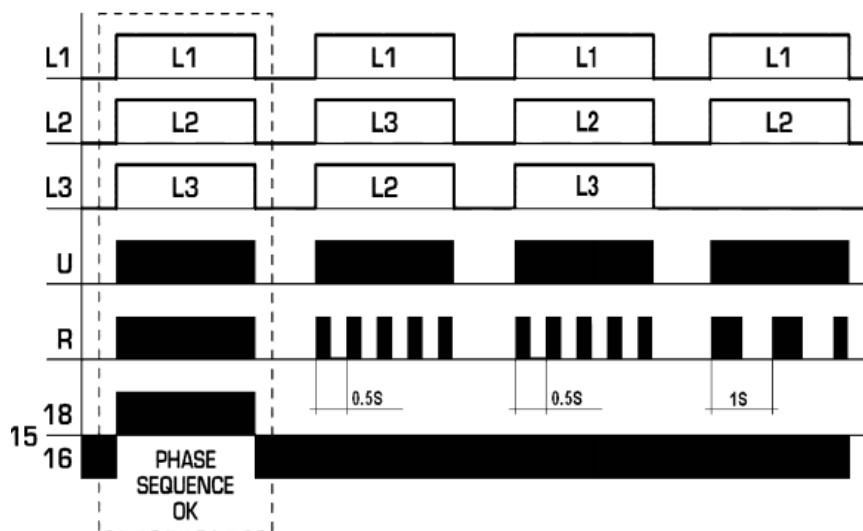 L1 L1 L1 L1 L1
L2 L2 L3 L2 L2
L3 L3 L2 L3
U
R
0.5S 0.5S 1S
18
15
16
PHASE
SEQUENCE
OK